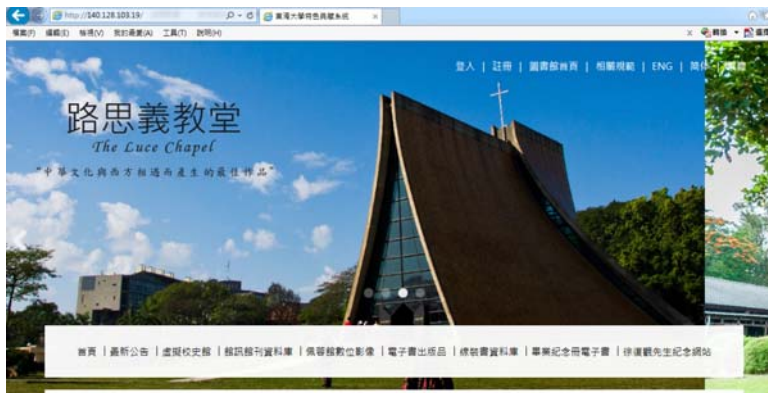 http://140.128.103.19/
東海大學特色典藏系統
檔案(F) 編輯(E) 檢視(V) 我的最愛(A) 工具(T) 說明(H)
轉換
登入 | 註冊 | 圖書館首頁 | 相關規範 | ENG | 簡体 |
路思義教堂
The Luce Chapel
"中華文化與西方相遇而產生的最佳作品"
首頁 | 最新公告 | 虛擬校史館 | 館訊館刊資料庫 | 佩蓉館數位影像 | 電子書出版品 | 線裝書資料庫 | 畢業紀念冊電子書 | 徐復觀先生紀念網站